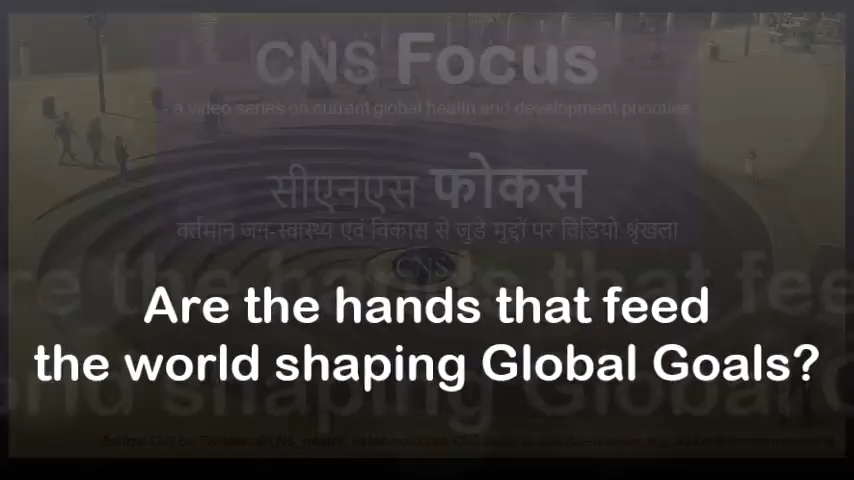 CNS Focus
- a video series on current global health and development priorities
सीएनएस फोकस
वर्तमान जन-स्वास्थ्य एवं विकास से जुड़े मुद्दों पर विडियो श्रृंखला
CNS
Are the hands that feed
the world shaping Global Goals?